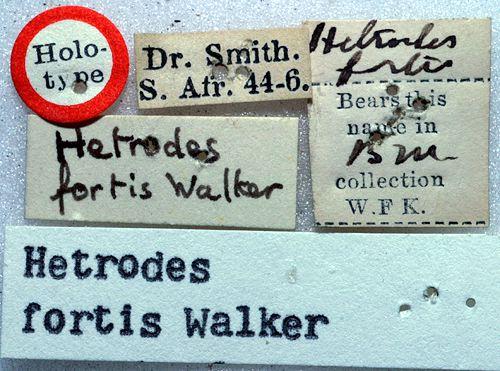 Holo-
type
Dr. Smith.
S. Afr. 44-6.
Hetrodes
fortis
Bears this
name in
B.M.
collection
W.F.K.
Hetrodes
fortis Walker
Hetrodes
fortis Walker